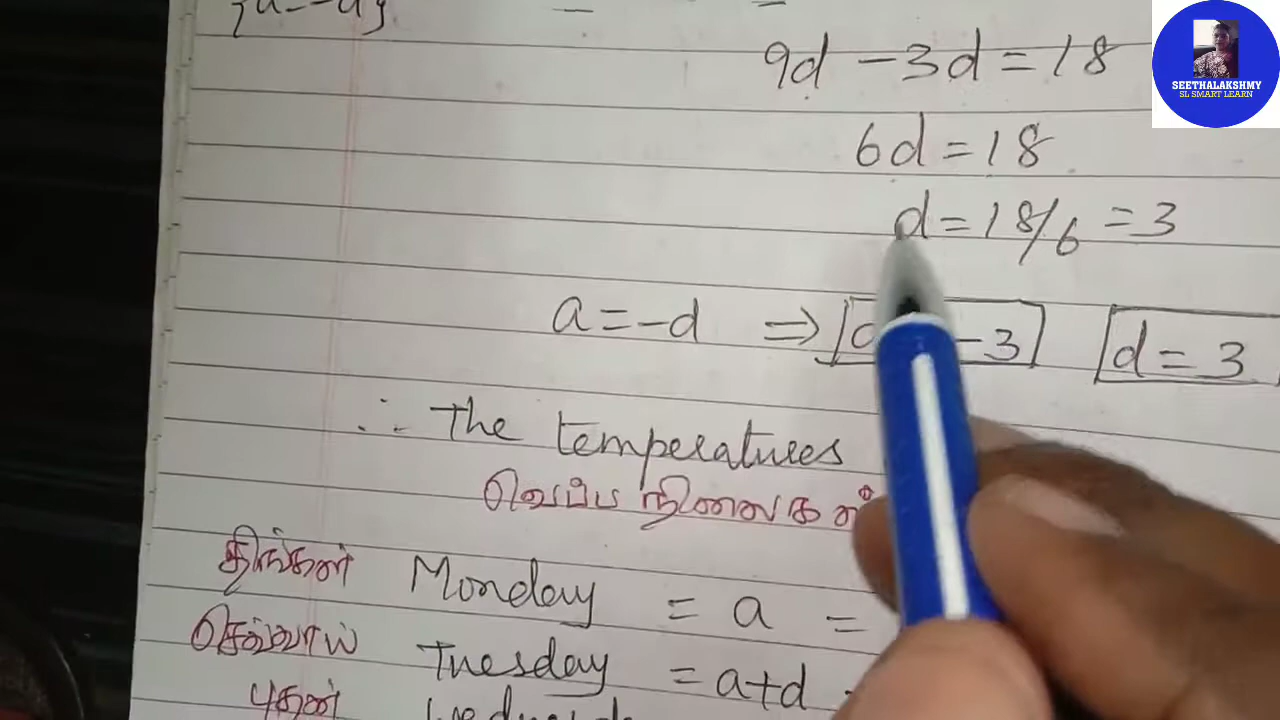 9d - 3d = 18
6d = 18
d = 18/6 = 3
a = -d ⇒ - 3 d = 3
∴ The temperatures
வெப்ப நிலைகள்
திங்கள் Monday = a =
செவ்வாய் Tuesday = a+d
புதன்
SEETHALAKSHMY
SL SMART LEARN